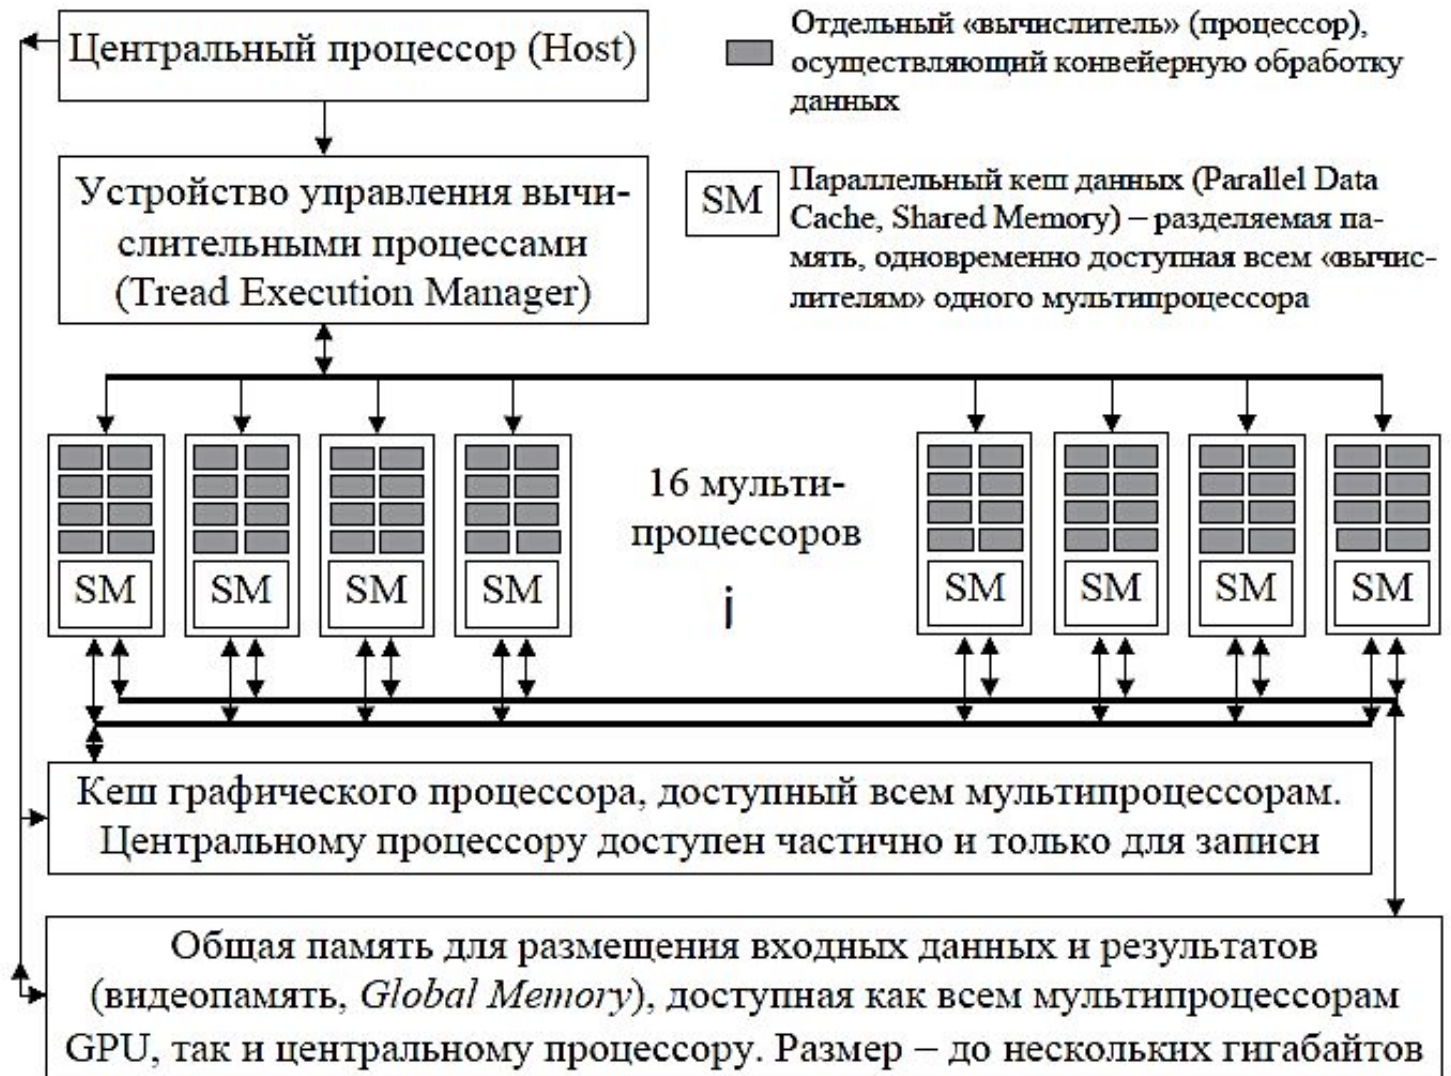 Центральный процессор (Host)
Отдельный «вычислитель» (процессор),
осуществляющий конвейерную обработку
данных
Устройство управления вычи-
слительными процессами
(Tread Execution Manager)
SM
Параллельный кеш данных (Parallel Data
Cache, Shared Memory) – разделяемая па-
мять, одновременно доступная всем «вычис-
лителям» одного мультипроцессора
16 мульти-
процессоров
j
SM SM SM SM SM SM SM SM
Кеш графического процессора, доступный всем мультипроцессорам.
Центральному процессору доступен частично и только для записи
Общая память для размещения входных данных и результатов
(видеопамять, Global Memory), доступная как всем мультипроцессорам
GPU, так и центральному процессору. Размер – до нескольких гигабайтов